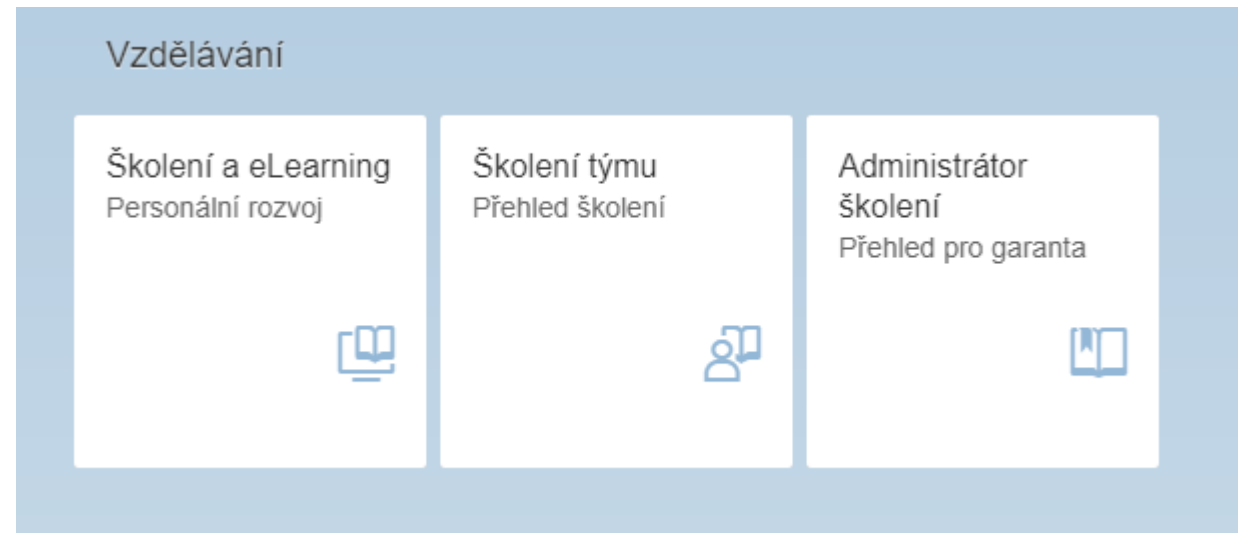 Vzdělávání
Školení a eLearning
Personální rozvoj
Školení týmu
Přehled školení
Administrátor
školení
Přehled pro garanta